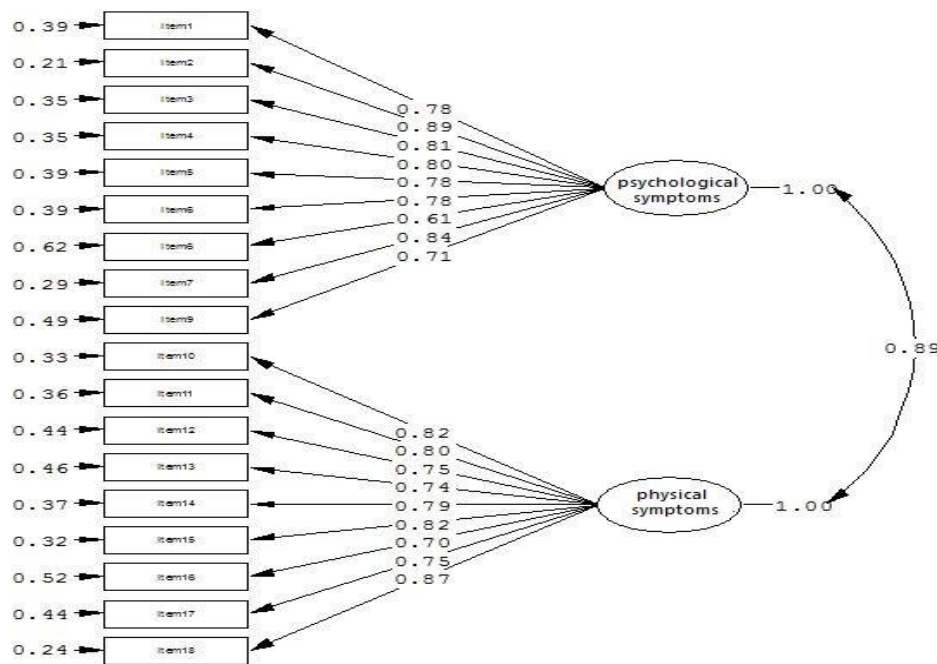 0.39 Item1
0.21 Item2
0.35 Item3
0.35 Item4
0.39 Item5
0.39 Item6
0.62 Item6
0.29 Item7
0.49 Item9
0.33 Item10
0.36 Item11
0.44 Item12
0.46 Item13
0.37 Item14
0.32 Item15
0.52 Item16
0.44 Item17
0.24 Item18
0.78
0.89
0.81
0.80
0.78
0.78
0.61
0.84
0.71
0.82
0.80
0.75
0.74
0.79
0.82
0.70
0.75
0.87
psychological
symptoms
1.00
physical
symptoms
1.00
0.89